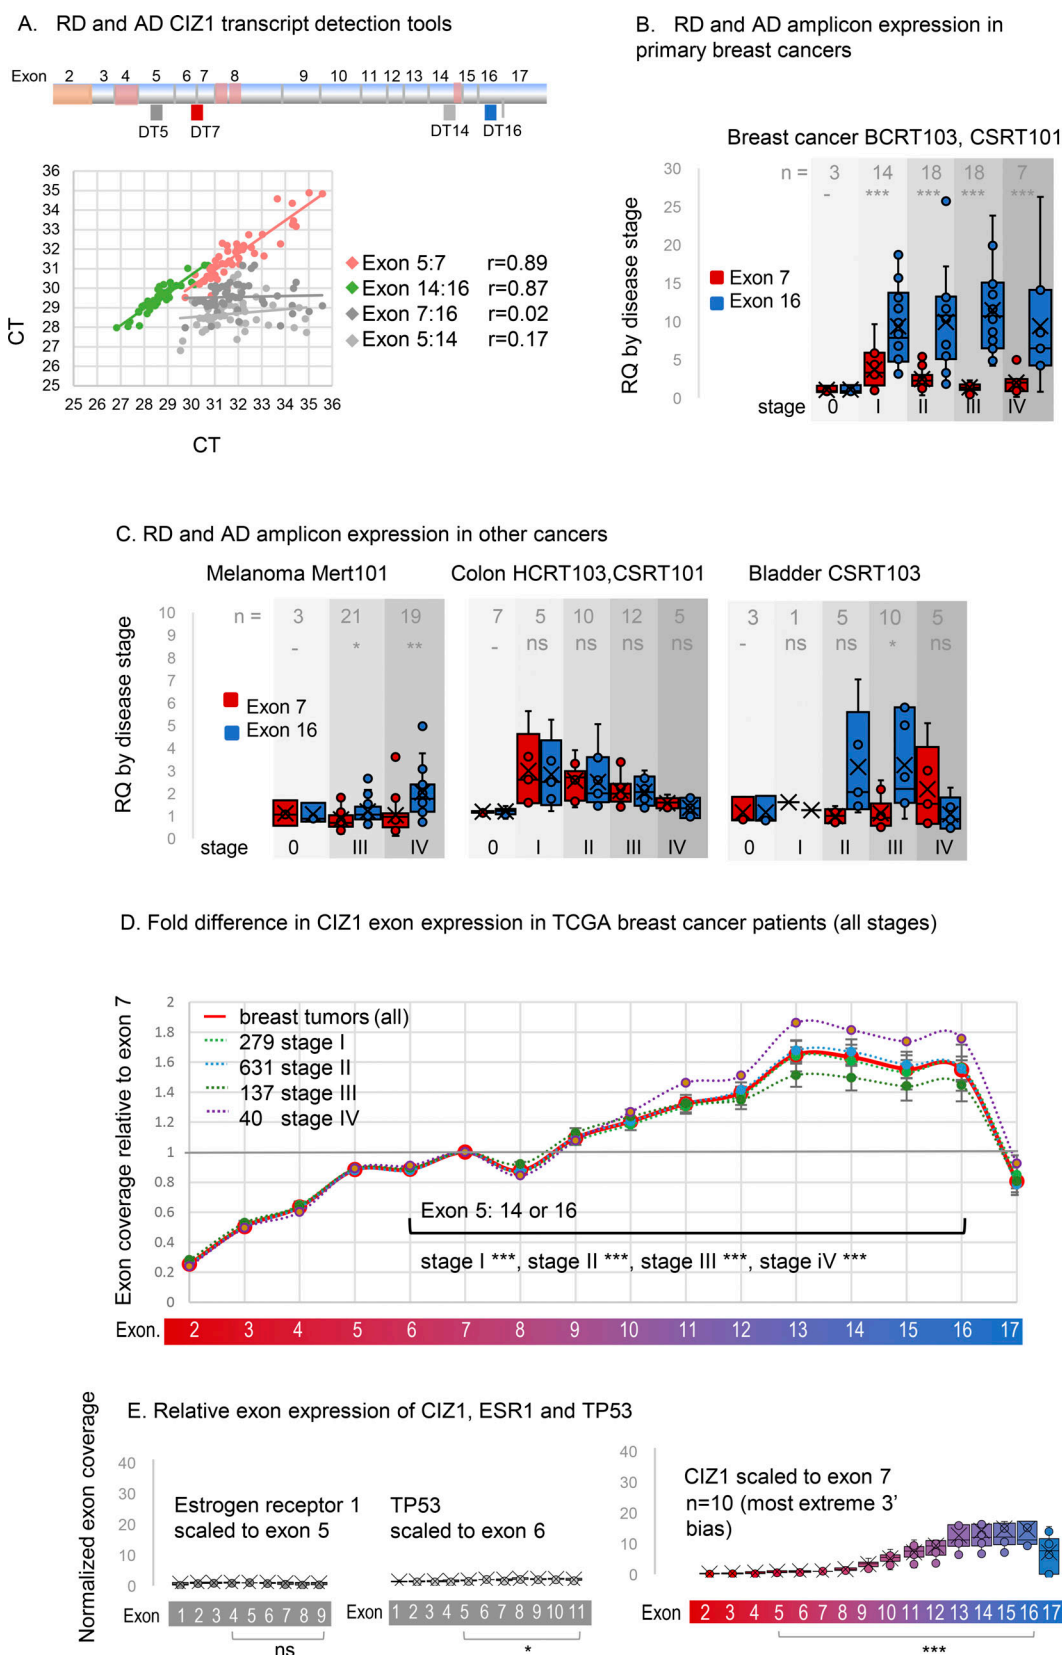 A. RD and AD CIZ1 transcript detection tools
Exon 2 3 4 5 6 7 8 9 10 11 12 13 14 15 16 17
DT5 DT7 DT14 DT16
36
35
34
33
32
31
30
29
28
27
26
25
CT
25 26 27 28 29 30 31 32 33 34 35 36
CT
Exon 5:7 r=0.89
Exon 14:16 r=0.87
Exon 7:16 r=0.02
Exon 5:14 r=0.17
B. RD and AD amplicon expression in
primary breast cancers
Breast cancer BCRT103, CSRT101
n = 3 14 18 18 7
- *** *** *** ***
RQ by disease stage
30
25
20
15
10
5
0
Exon 7
Exon 16
stage 0 I II III IV
C. RD and AD amplicon expression in other cancers
Melanoma Mert101 Colon HCRT103,CSRT101 Bladder CSRT103
RQ by disease stage
10
9
8
7
6
5
4
3
2
1
0
n = 3 21 19
- * **
Exon 7
Exon 16
stage 0 III IV
7 5 10 12 5
- ns ns ns ns
0 I II III IV
3 1 5 10 5
- ns ns * ns
0 I II III IV
D. Fold difference in CIZ1 exon expression in TCGA breast cancer patients (all stages)
Exon coverage relative to exon 7
2
1.8
1.6
1.4
1.2
1
0.8
0.6
0.4
0.2
0
breast tumors (all)
279 stage I
631 stage II
137 stage III
40 stage IV
Exon 5: 14 or 16
stage I ***, stage II ***, stage III ***, stage iV ***
Exon. 2 3 4 5 6 7 8 9 10 11 12 13 14 15 16 17
E. Relative exon expression of CIZ1, ESR1 and TP53
Normalized exon coverage
40
30
20
10
0
Estrogen receptor 1
scaled to exon 5
Exon 1 2 3 4 5 6 7 8 9
ns
TP53
scaled to exon 6
Exon 1 2 3 4 5 6 7 8 9 10 11
*
40
30
20
10
0
CIZ1 scaled to exon 7
n=10 (most extreme 3'
bias)
Exon 2 3 4 5 6 7 8 9 10 11 12 13 14 15 16 17
***